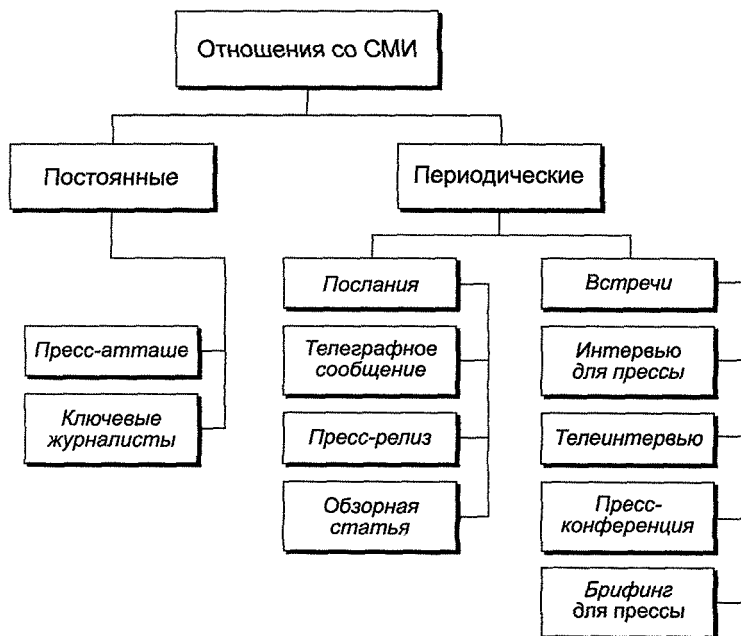 Отношения со СМИ
Постоянные
Периодические
Пресс-атташе
Ключевые
журналисты
Послания
Телеграфное
сообщение
Пресс-релиз
Обзорная
статья
Встречи
Интервью
для прессы
Телеинтервью
Пресс-
конференция
Брифинг
для прессы